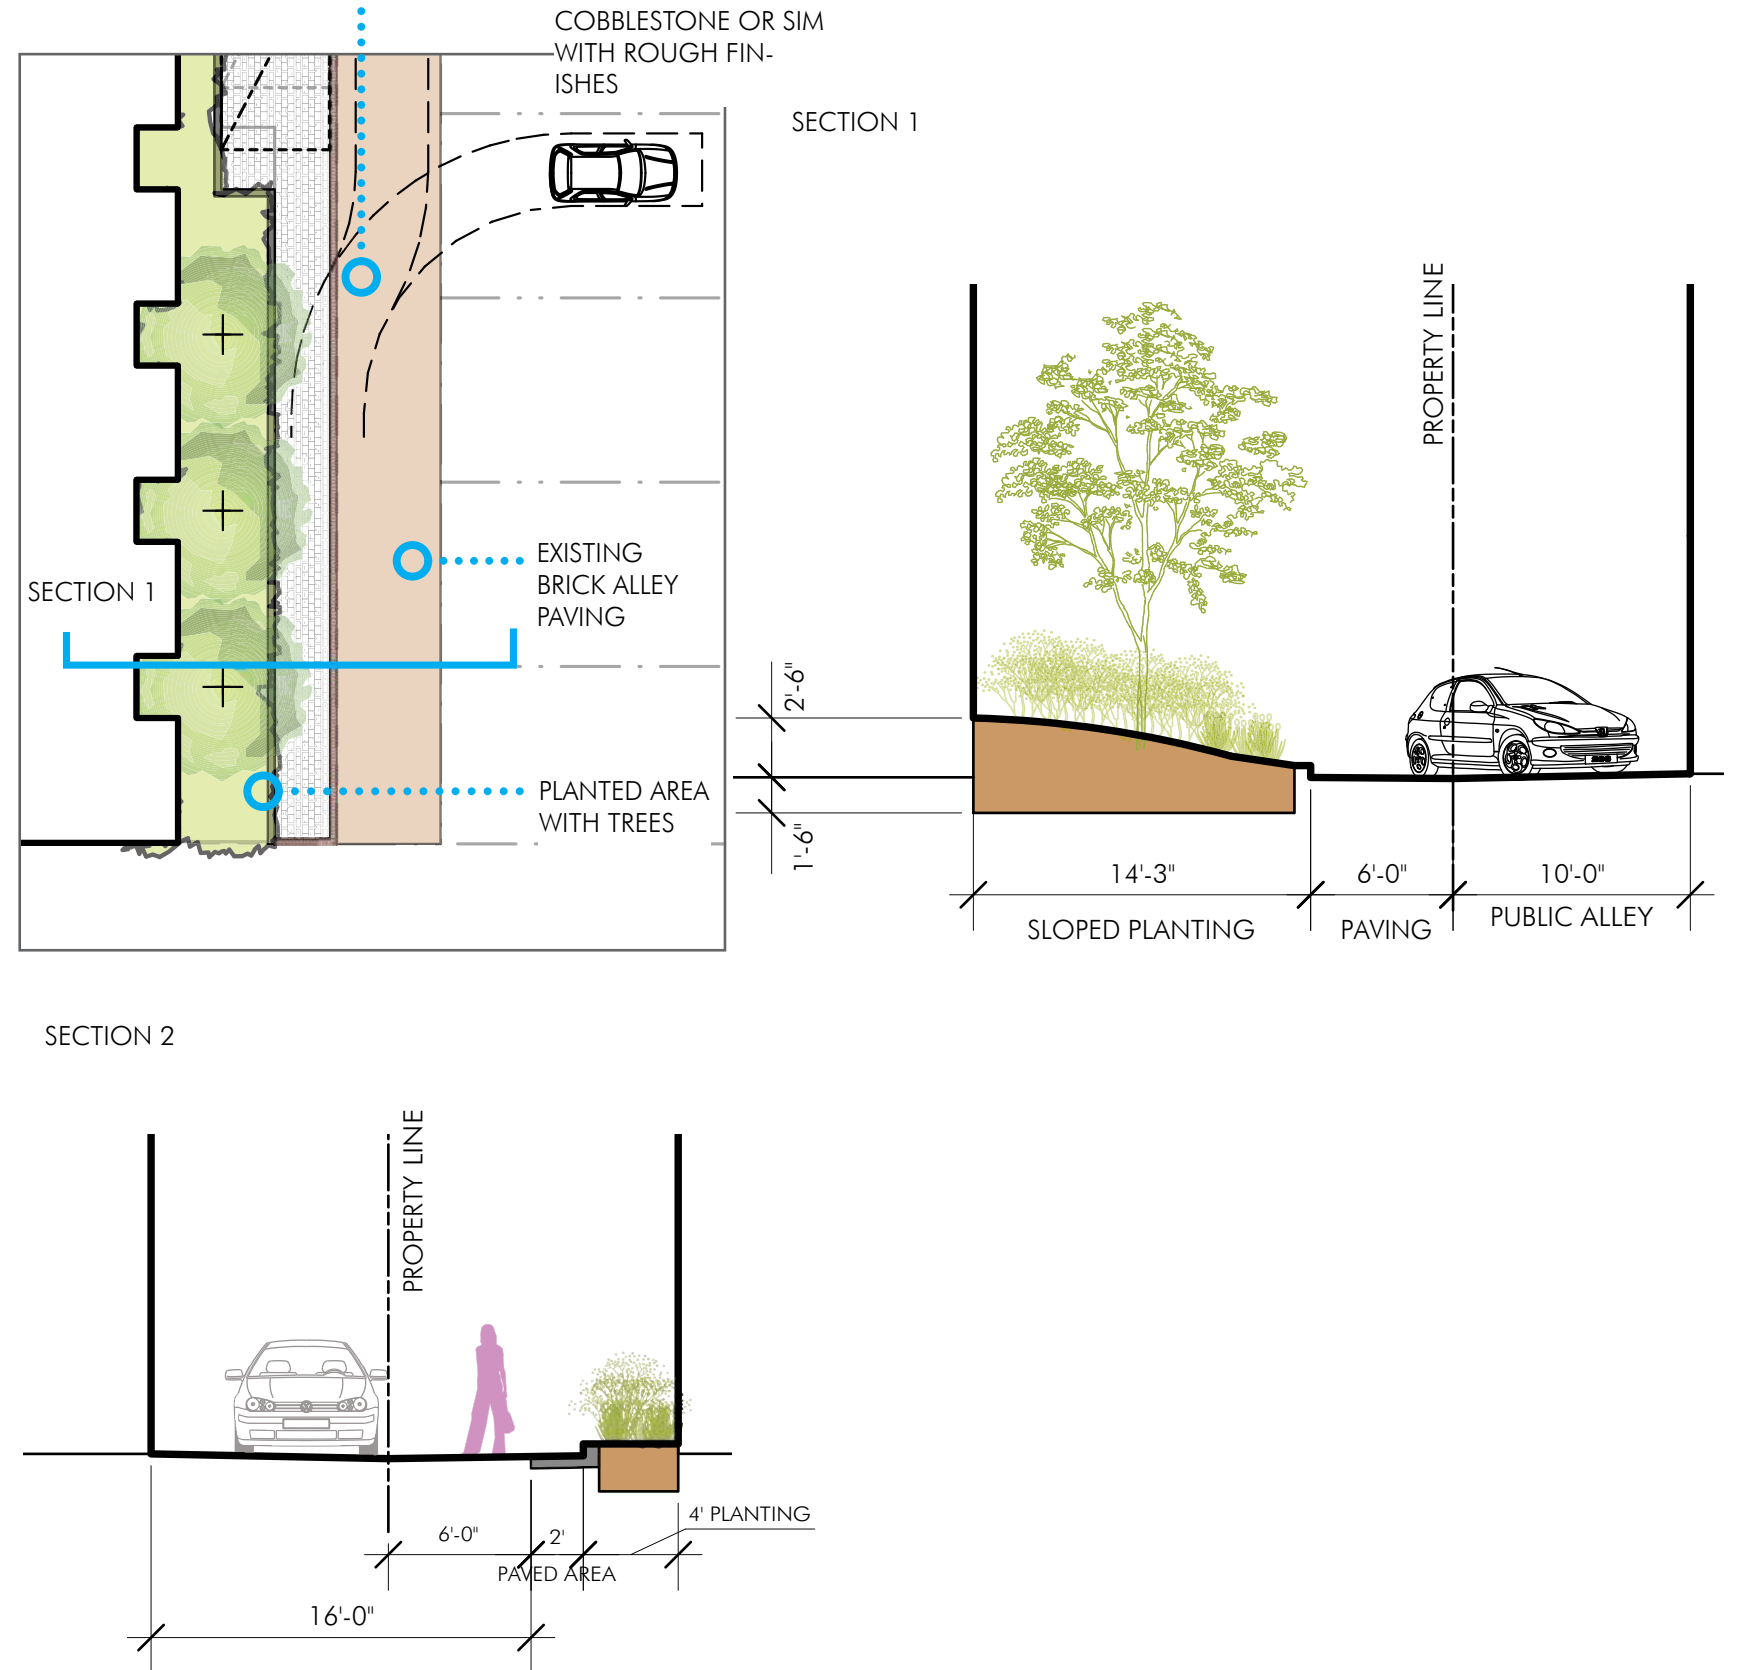 COBBLESTONE OR SIM
WITH ROUGH FIN-
ISHES
SECTION 1
EXISTING
BRICK ALLEY
PAVING
SECTION 1
PLANTED AREA
WITH TREES
PROPERTY LINE
2'-6"
1'-6"
14'-3"
6'-0"
10'-0"
SLOPED PLANTING
PAVING
PUBLIC ALLEY
SECTION 2
PROPERTY LINE
4' PLANTING
6'-0"
2'
PAVED AREA
16'-0"